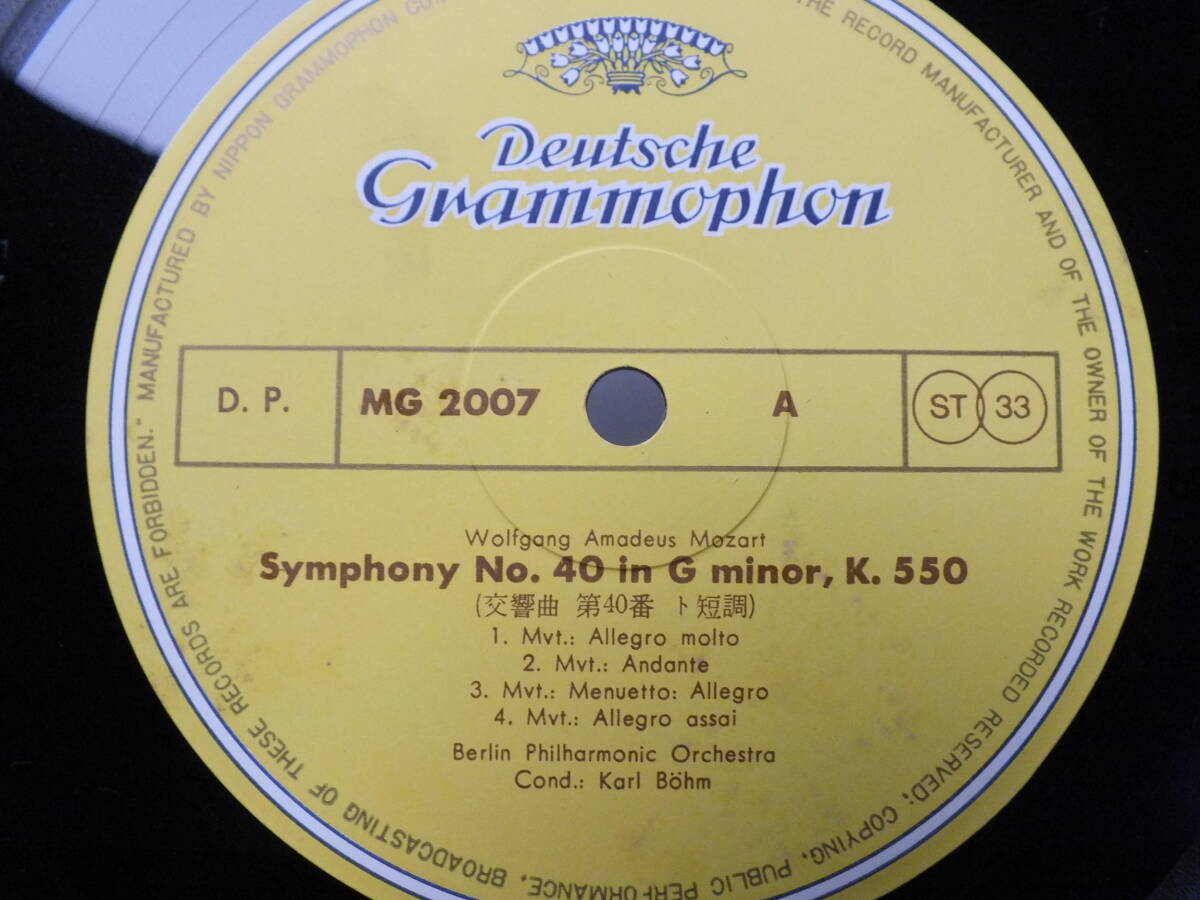 Deutsche
Grammophon
D. P.
MG 2007
A
ST 33
Wolfgang Amadeus Mozart
Symphony No. 40 in G minor, K. 550
(交響曲 第40番 ト短調)
1. Mvt.: Allegro molto
2. Mvt.: Andante
3. Mvt.: Menuetto: Allegro
4. Mvt.: Allegro assai
Berlin Philharmonic Orchestra
Cond.: Karl Böhm
THE RECORD MANUFACTURER AND OF THE OWNER OF THE WORK RECORDED RESERVED; COPYING, PUBLIC PERFORMANCE, BROADCASTING OF THESE RECORDS ARE FORBIDDEN." MANUFACTURED BY NIPPON GRAMMOPHON CO.,